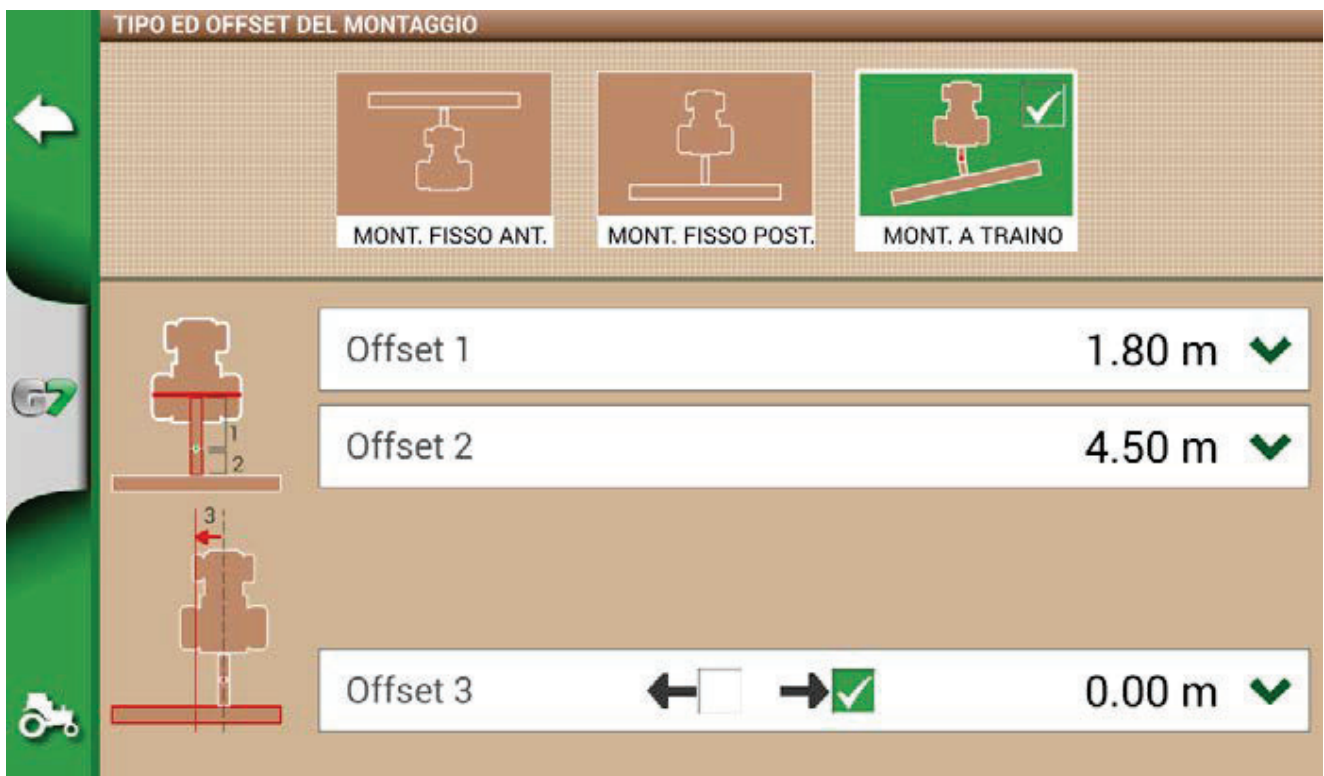 TIPO ED OFFSET DEL MONTAGGIO
MONT. FISSO ANT.
MONT. FISSO POST.
MONT. A TRAINO
G7
1
2
Offset 1
1.80 m
Offset 2
4.50 m
3
Offset 3
0.00 m